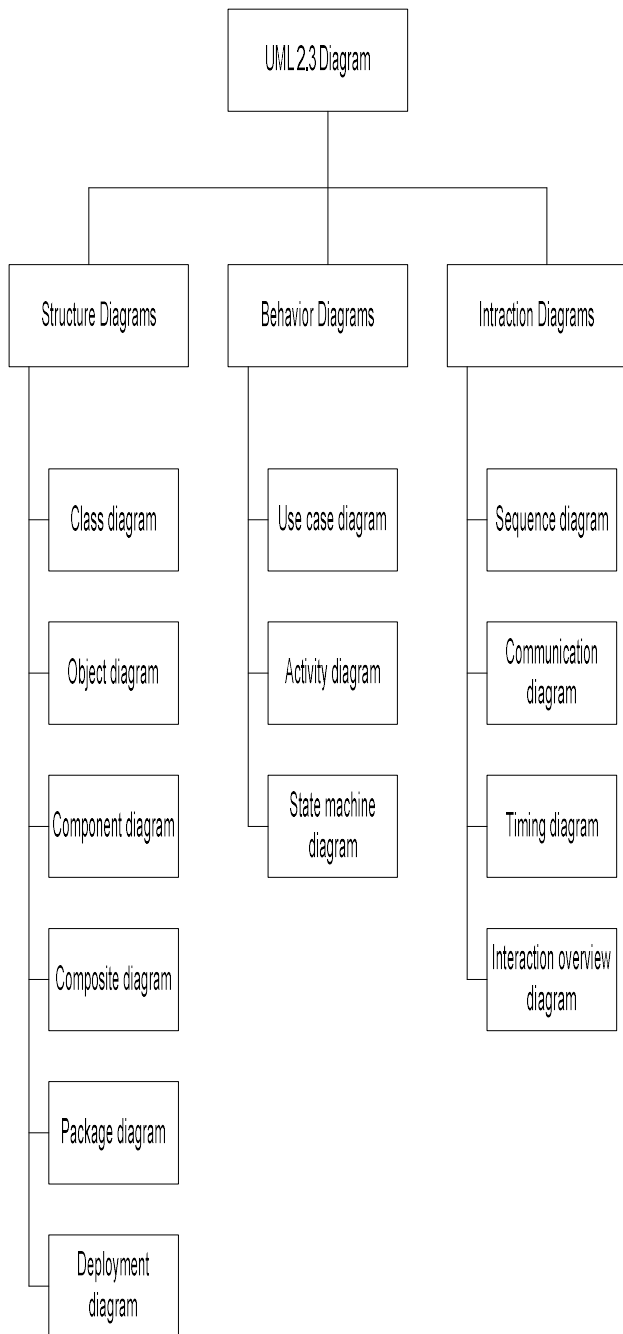 UML 2.3 Diagram
Structure Diagrams
Behavior Diagrams
Intraction Diagrams
Class diagram
Use case diagram
Sequence diagram
Object diagram
Activity diagram
Communication
diagram
Component diagram
State machine
diagram
Timing diagram
Composite diagram
Interaction overview
diagram
Package diagram
Deployment
diagram